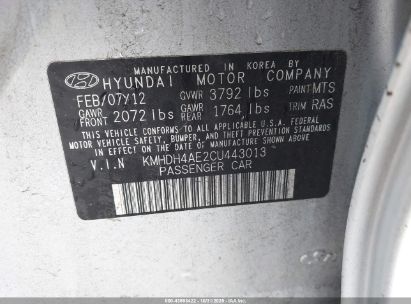 MANUFACTURED IN KOREA BY
HYUNDAI MOTOR COMPANY
FEB/07Y12 GVWR 3792 lbs PAINT MTS
GAWR FRONT 2072 lbs GAWR REAR 1764 lbs TRIM RAS
THIS VEHICLE CONFORMS TO ALL APPLICABLE U.S.A FEDERAL
MOTOR VEHICLE SAFETY, BUMPER, AND THEFT PREVENTION
STANDARDS IN EFFECT ON THE DATE OF MANUFACTURE SHOWN ABOVE.
V.I.N KMHDH4AE2CU443013
PASSENGER CAR